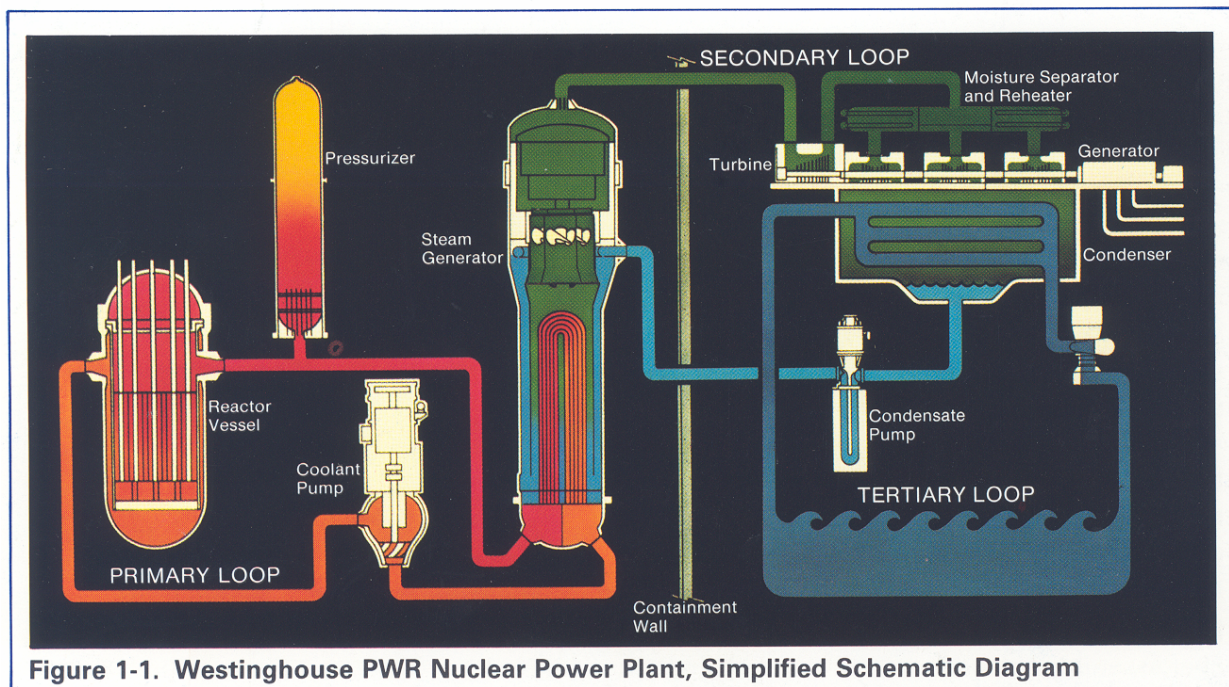 SECONDARY LOOP
Moisture Separator
and Reheater
Pressurizer
Turbine
Generator
Steam
Generator
Condenser
Reactor
Vessel
Coolant
Pump
Condensate
Pump
TERTIARY LOOP
PRIMARY LOOP
Containment
Wall
Figure 1-1. Westinghouse PWR Nuclear Power Plant, Simplified Schematic Diagram